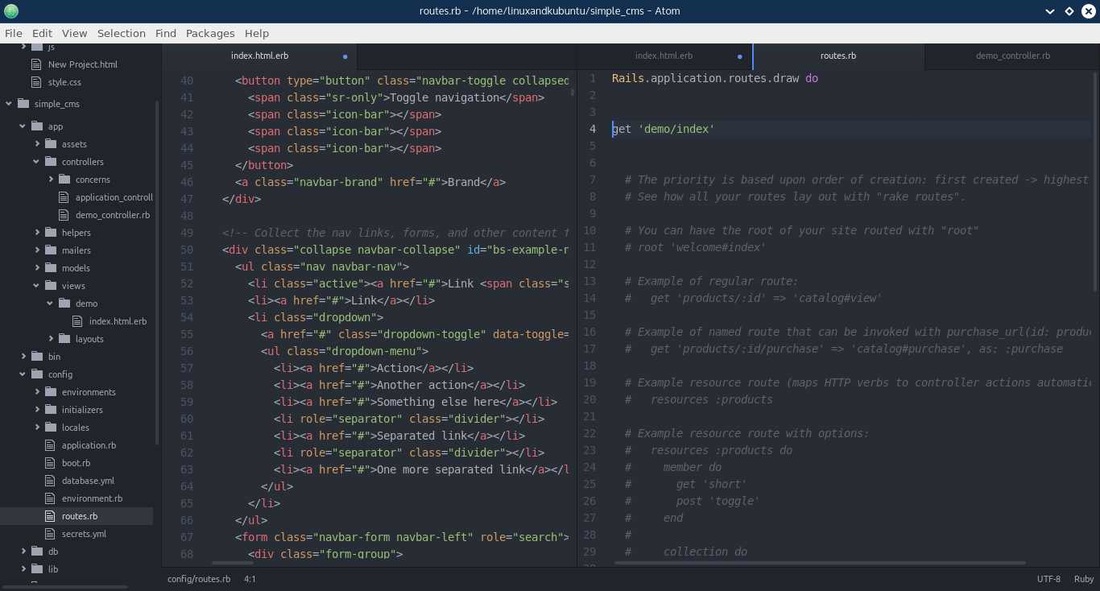 routes.rb - /home/linuxandkubuntu/simple_cms - Atom
File Edit View Selection Find Packages Help
js
New Project.html
style.css
simple_cms
app
assets
controllers
concerns
application_controll
demo_controller.rb
helpers
mailers
models
views
demo
index.html.erb
layouts
bin
config
environments
initializers
locales
application.rb
boot.rb
database.yml
environment.rb
routes.rb
secrets.yml
db
lib
index.html.erb
40 <button type="button" class="navbar-toggle collapsed
41 <span class="sr-only">Toggle navigation</span>
42 <span class="icon-bar"></span>
43 <span class="icon-bar"></span>
44 <span class="icon-bar"></span>
45 </button>
46 <a class="navbar-brand" href="#">Brand</a>
47 </div>
48
49 <!-- Collect the nav links, forms, and other content f
50 <div class="collapse navbar-collapse" id="bs-example-n
51 <ul class="nav navbar-nav">
52 <li class="active"><a href="#">Link <span class="s
53 <li><a href="#">Link</a></li>
54 <li class="dropdown">
55 <a href="#" class="dropdown-toggle" data-toggle=
56 <ul class="dropdown-menu">
57 <li><a href="#">Action</a></li>
58 <li><a href="#">Another action</a></li>
59 <li><a href="#">Something else here</a></li>
60 <li role="separator" class="divider"></li>
61 <li><a href="#">Separated link</a></li>
62 <li role="separator" class="divider"></li>
63 <li><a href="#">One more separated link</a></l
64 </ul>
65 </li>
66 </ul>
67 <form class="navbar-form navbar-left" role="search">
68 <div class="form-group">
index.html.erb routes.rb demo_controller.rb
1 Rails.application.routes.draw do
2
3
4 get 'demo/index'
5
6
7 # The priority is based upon order of creation: first created -> highest
8 # See how all your routes lay out with "rake routes".
9
10 # You can have the root of your site routed with "root"
11 # root 'welcome#index'
12
13 # Example of regular route:
14 #   get 'products/:id' => 'catalog#view'
15
16 # Example of named route that can be invoked with purchase_url(id: produc
17 #   get 'products/:id/purchase' => 'catalog#purchase', as: :purchase
18
19 # Example resource route (maps HTTP verbs to controller actions automatic
20 #   resources :products
21
22 # Example resource route with options:
23 #   resources :products do
24 #     member do
25 #       get 'short'
26 #       post 'toggle'
27 #     end
28 #
29 #     collection do
config/routes.rb 4:1 UTF-8 Ruby